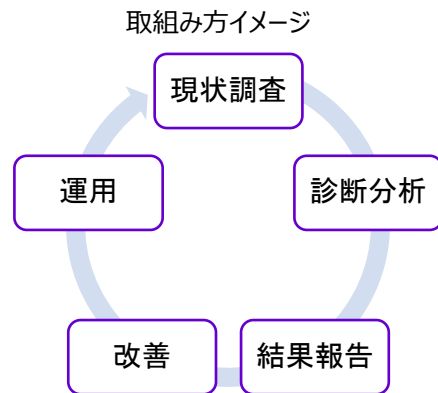 取組み方イメージ
現状調査
診断分析
結果報告
改善
運用